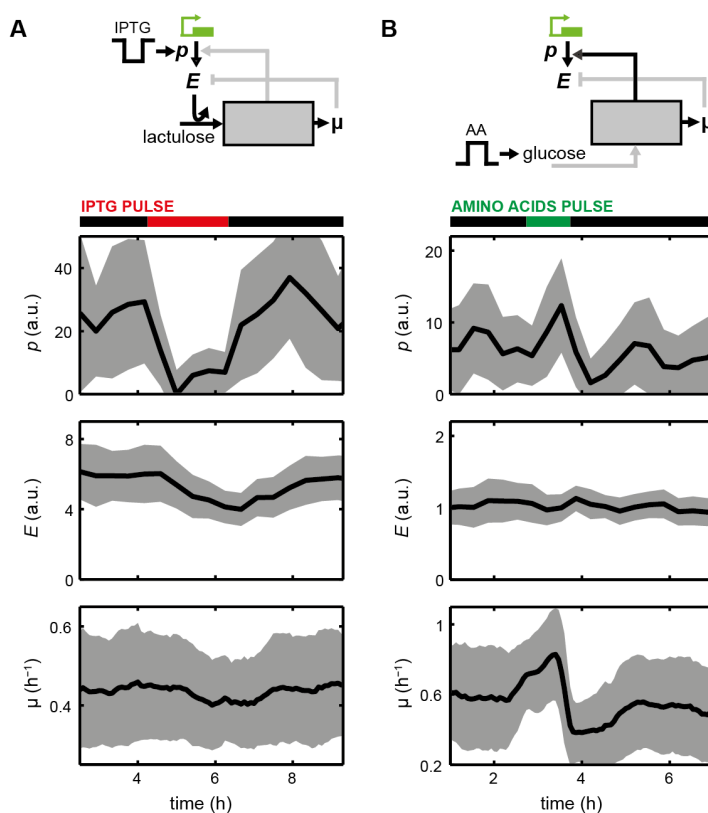 A
IPTG
p
E
lactulose
μ
IPTG PULSE
40
20
0
p (a.u.)
8
4
0
E (a.u.)
0.6
0.4
μ (h⁻¹)
4
6
8
time (h)
B
p
E
μ
AA
glucose
AMINO ACIDS PULSE
20
10
0
p (a.u.)
2
1
0
E (a.u.)
1
0.6
0.2
μ (h⁻¹)
2
4
6
time (h)